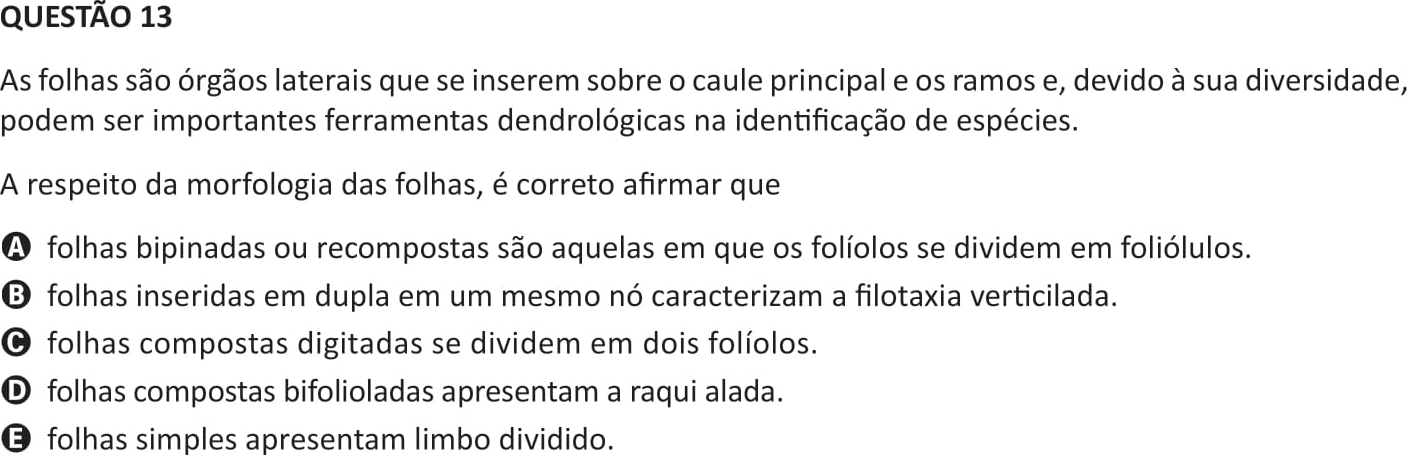 QUESTÃO 13
As folhas são órgãos laterais que se inserem sobre o caule principal e os ramos e, devido à sua diversidade,
podem ser importantes ferramentas dendrológicas na identificação de espécies.
A respeito da morfologia das folhas, é correto afirmar que
A folhas bipinadas ou recompostas são aquelas em que os folíolos se dividem em foliólulos.
B folhas inseridas em dupla em um mesmo nó caracterizam a filotaxia verticilada.
C folhas compostas digitadas se dividem em dois folíolos.
D folhas compostas bifolioladas apresentam a raqui alada.
E folhas simples apresentam limbo dividido.